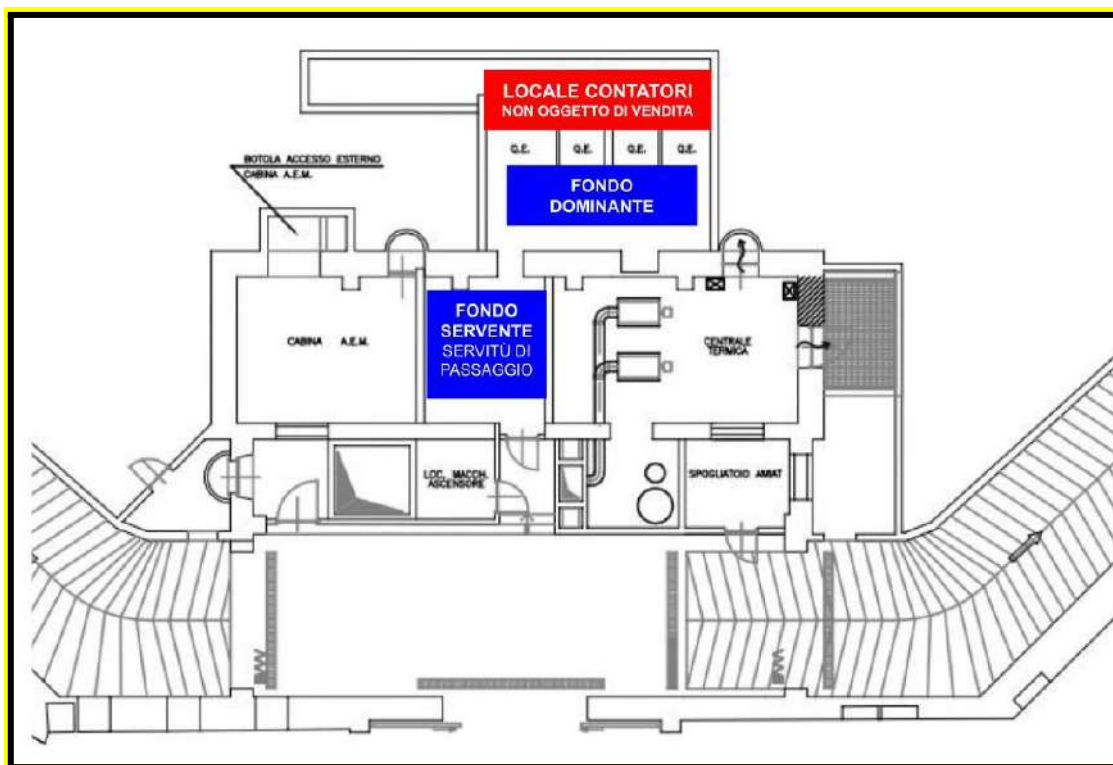 LOCALE CONTATORI
NON OGGETTO DI VENDITA
Q.E. Q.E. Q.E. Q.E.
BOTOLA ACCESSO ESTERNO
CABINA A.E.M.
FONDO
DOMINANTE
FONDO
SERVENTE
SERVITÙ DI
PASSAGGIO
CABINA A.E.M.
CENTRALE
TERMICA
LOC. MACCH.
ASCENSORE
SPOGLIATOIO AMIAT